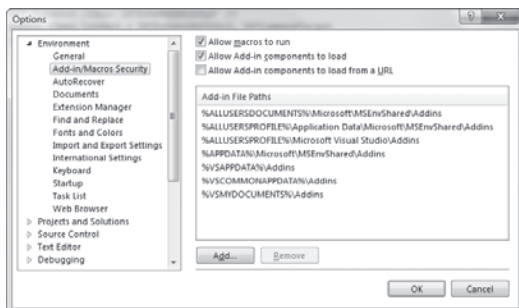 Options
Environment
General
Add-in/Macros Security
AutoRecover
Documents
Extension Manager
Find and Replace
Fonts and Colors
Import and Export Settings
International Settings
Keyboard
Startup
Task List
Web Browser
Projects and Solutions
Source Control
Text Editor
Debugging
Allow macros to run
Allow Add-in components to load
Allow Add-in components to load from a URL
Add-in File Paths
%ALLUSERSDOCUMENTS%\Microsoft\MSEnvShared\Addins
%ALLUSERSPROFILE%\Application Data\Microsoft\MSEnvShared\Addins
%ALLUSERSPROFILE%\Microsoft Visual Studio\Addins
%APPDATA%\Microsoft\MSEnvShared\Addins
%VSAPPDATA%\Addins
%VSCOMMONAPPDATA%\Addins
%VSMYDOCUMENTS%\Addins
Add...
Remove
OK
Cancel